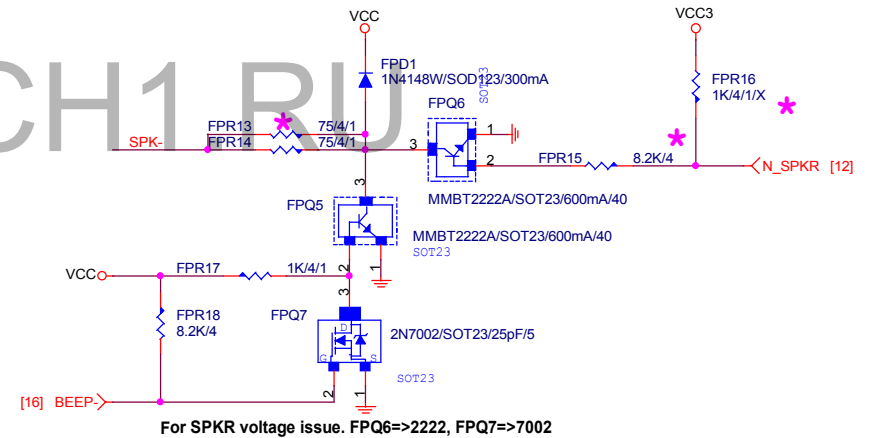 VCC
VCC3
CH1 RU
FPD1
1N4148W/SOD123/300mA
SOT23
FPR16
1K/4/1/X
FPQ6
FPR13
75/4/1
SPK-
FPR14
75/4/1
3
1
2
FPR15
8.2K/4
N_SPKR [12]
MMBT2222A/SOT23/600mA/40
3
FPQ5
MMBT2222A/SOT23/600mA/40
SOT23
2
1
VCC
FPR17
1K/4/1
3
FPR18
8.2K/4
FPQ7
D
G
S
2N7002/SOT23/25pF/5
SOT23
2
1
[16] BEEP-
For SPKR voltage issue. FPQ6=>2222, FPQ7=>7002